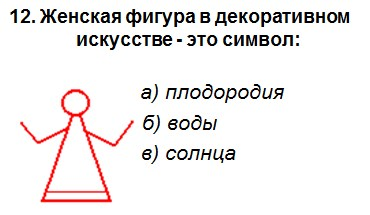 12. Женская фигура в декоративном
искусстве - это символ:
а) плодородия
б) воды
в) солнца